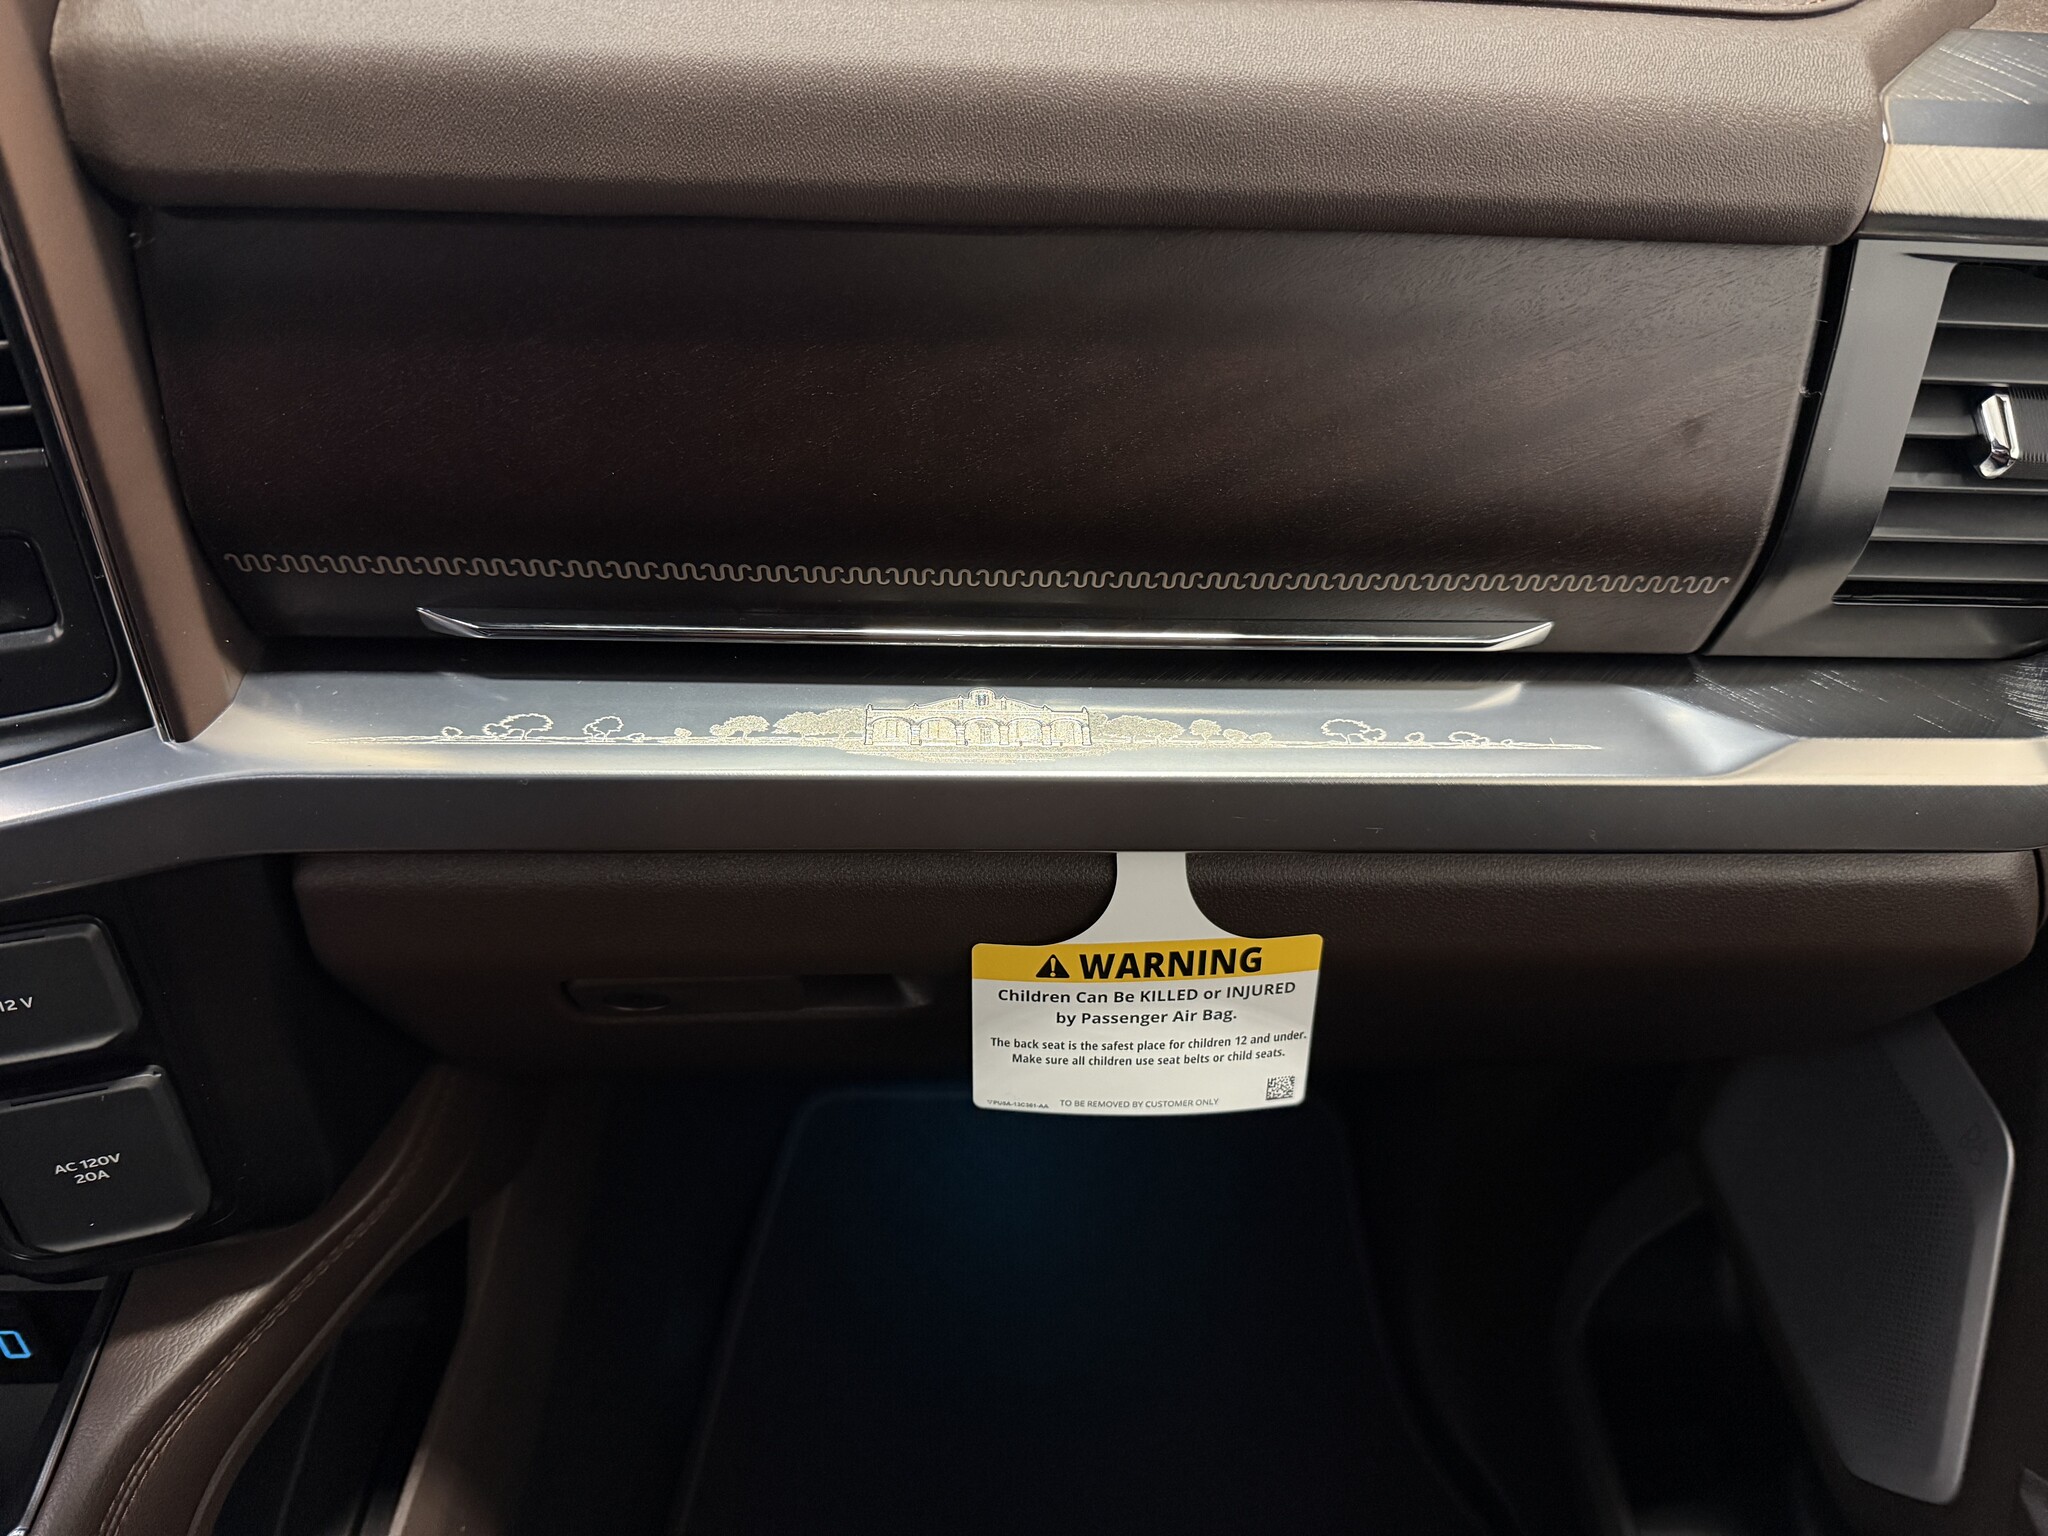 12 V
AC 120V
20A
WARNING
Children Can Be KILLED or INJURED
by Passenger Air Bag.
The back seat is the safest place for children 12 and under.
Make sure all children use seat belts or child seats.
TO BE REMOVED BY CUSTOMER ONLY